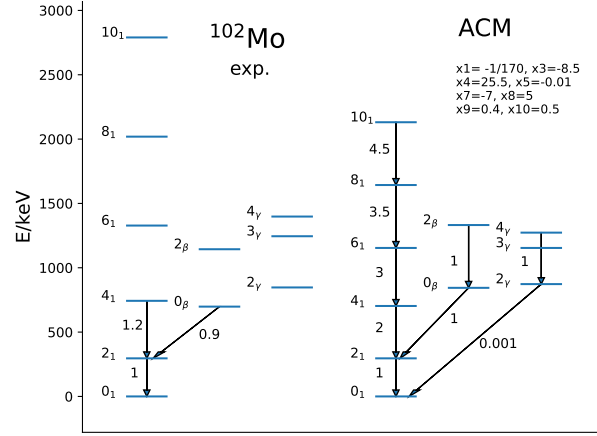 3000
2500
2000
1500
1000
500
0
E/keV
¹⁰²Mo
exp.
10₁
8₁
6₁
4₁
2₁
0₁
2ᵦ
0ᵦ
4ᵧ
3ᵧ
2ᵧ
1.2
0.9
1
ACM
x1= -1/170, x3=-8.5
x4=25.5, x5=-0.01
x7=-7, x8=5
x9=0.4, x10=0.5
10₁
8₁
6₁
4₁
2₁
0₁
2ᵦ
0ᵦ
4ᵧ
3ᵧ
2ᵧ
4.5
3.5
3
2
1
1
1
1
0.001